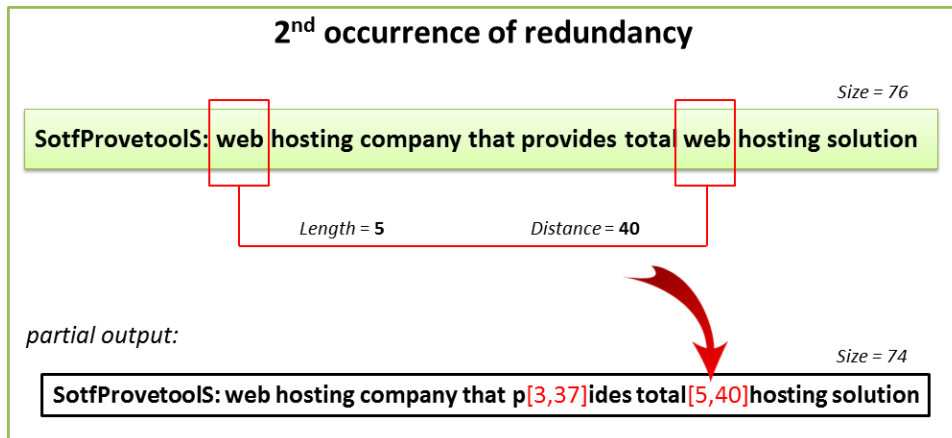 2nd occurrence of redundancy
Size = 76
SotfProvetoolS: web hosting company that provides total web hosting solution
Length = 5 Distance = 40
partial output:
Size = 74
SotfProvetoolS: web hosting company that p[3,37]ides total[5,40]hosting solution